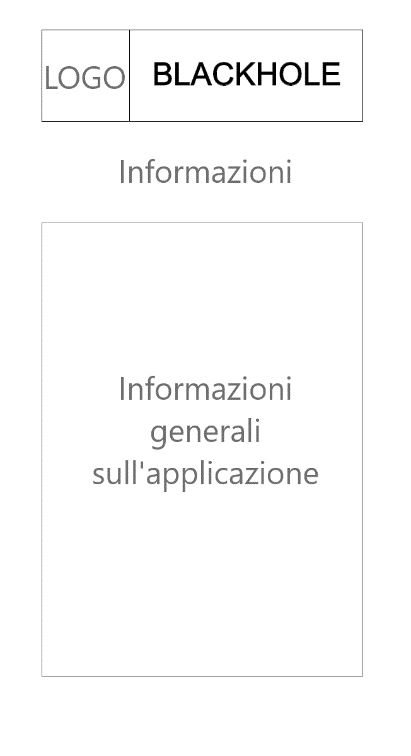 LOGO BLACKHOLE
Informazioni
Informazioni
generali
sull'applicazione